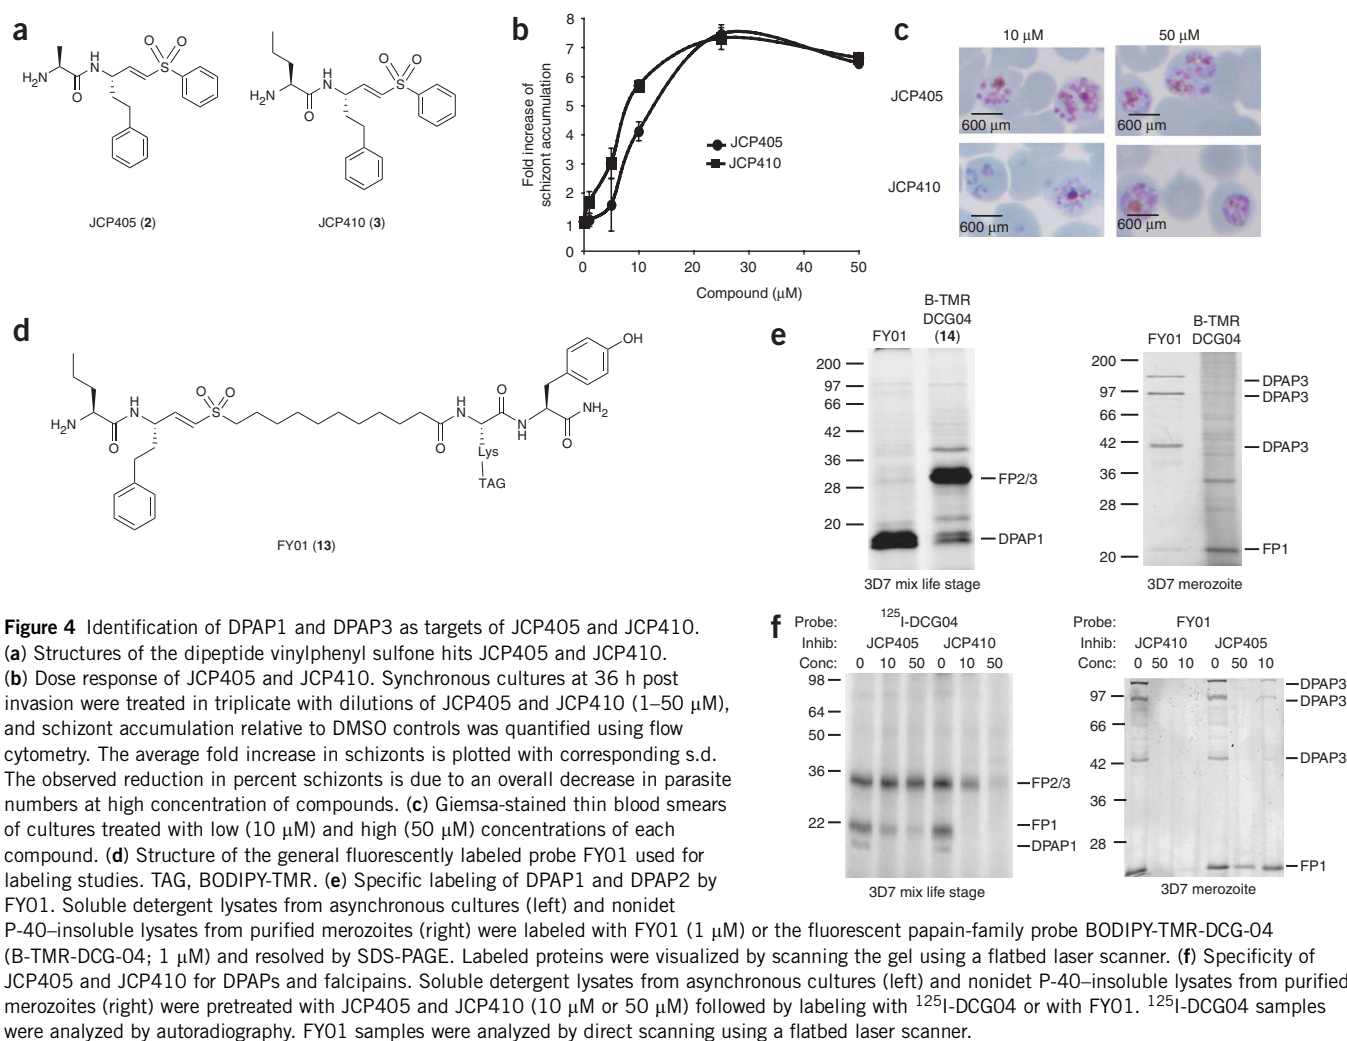 a
H₂N
O
NH
O
O
S
JCP405 (2)
H₂N
O
NH
O
O
S
JCP410 (3)
b
Fold increase of
schizont accumulation
8
7
6
5
4
3
2
1
0
0
10
20
30
40
50
Compound (μM)
JCP405
JCP410
c
10 μM
50 μM
JCP405
600 μm
600 μm
JCP410
600 μm
600 μm
d
H₂N
O
NH
O
O
S
O
H
N
Lys
TAG
O
N
H
O
NH₂
OH
FY01 (13)
e
FY01
B-TMR
DCG04
(14)
200
97
66
42
36
28
20
FP2/3
DPAP1
3D7 mix life stage
FY01
B-TMR
DCG04
200
97
66
42
36
28
20
DPAP3
DPAP3
DPAP3
FP1
3D7 merozoite
f
Probe: ¹²⁵I-DCG04
Inhib: JCP405 JCP410
Conc: 0 10 50 0 10 50
98
64
50
36
22
FP2/3
FP1
DPAP1
3D7 mix life stage
Probe: FY01
Inhib: JCP410 JCP405
Conc: 0 50 10 0 50 10
97
66
42
36
28
DPAP3
DPAP3
DPAP3
FP1
3D7 merozoite
Figure 4 Identification of DPAP1 and DPAP3 as targets of JCP405 and JCP410.
(a) Structures of the dipeptide vinylphenyl sulfone hits JCP405 and JCP410.
(b) Dose response of JCP405 and JCP410. Synchronous cultures at 36 h post
invasion were treated in triplicate with dilutions of JCP405 and JCP410 (1–50 μM),
and schizont accumulation relative to DMSO controls was quantified using flow
cytometry. The average fold increase in schizonts is plotted with corresponding s.d.
The observed reduction in percent schizonts is due to an overall decrease in parasite
numbers at high concentration of compounds. (c) Giemsa-stained thin blood smears
of cultures treated with low (10 μM) and high (50 μM) concentrations of each
compound. (d) Structure of the general fluorescently labeled probe FY01 used for
labeling studies. TAG, BODIPY-TMR. (e) Specific labeling of DPAP1 and DPAP2 by
FY01. Soluble detergent lysates from asynchronous cultures (left) and nonidet
P-40–insoluble lysates from purified merozoites (right) were labeled with FY01 (1 μM) or the fluorescent papain-family probe BODIPY-TMR-DCG-04
(B-TMR-DCG-04; 1 μM) and resolved by SDS-PAGE. Labeled proteins were visualized by scanning the gel using a flatbed laser scanner. (f) Specificity of
JCP405 and JCP410 for DPAPs and falcipains. Soluble detergent lysates from asynchronous cultures (left) and nonidet P-40–insoluble lysates from purified
merozoites (right) were pretreated with JCP405 and JCP410 (10 μM or 50 μM) followed by labeling with ¹²⁵I-DCG04 or with FY01. ¹²⁵I-DCG04 samples
were analyzed by autoradiography. FY01 samples were analyzed by direct scanning using a flatbed laser scanner.